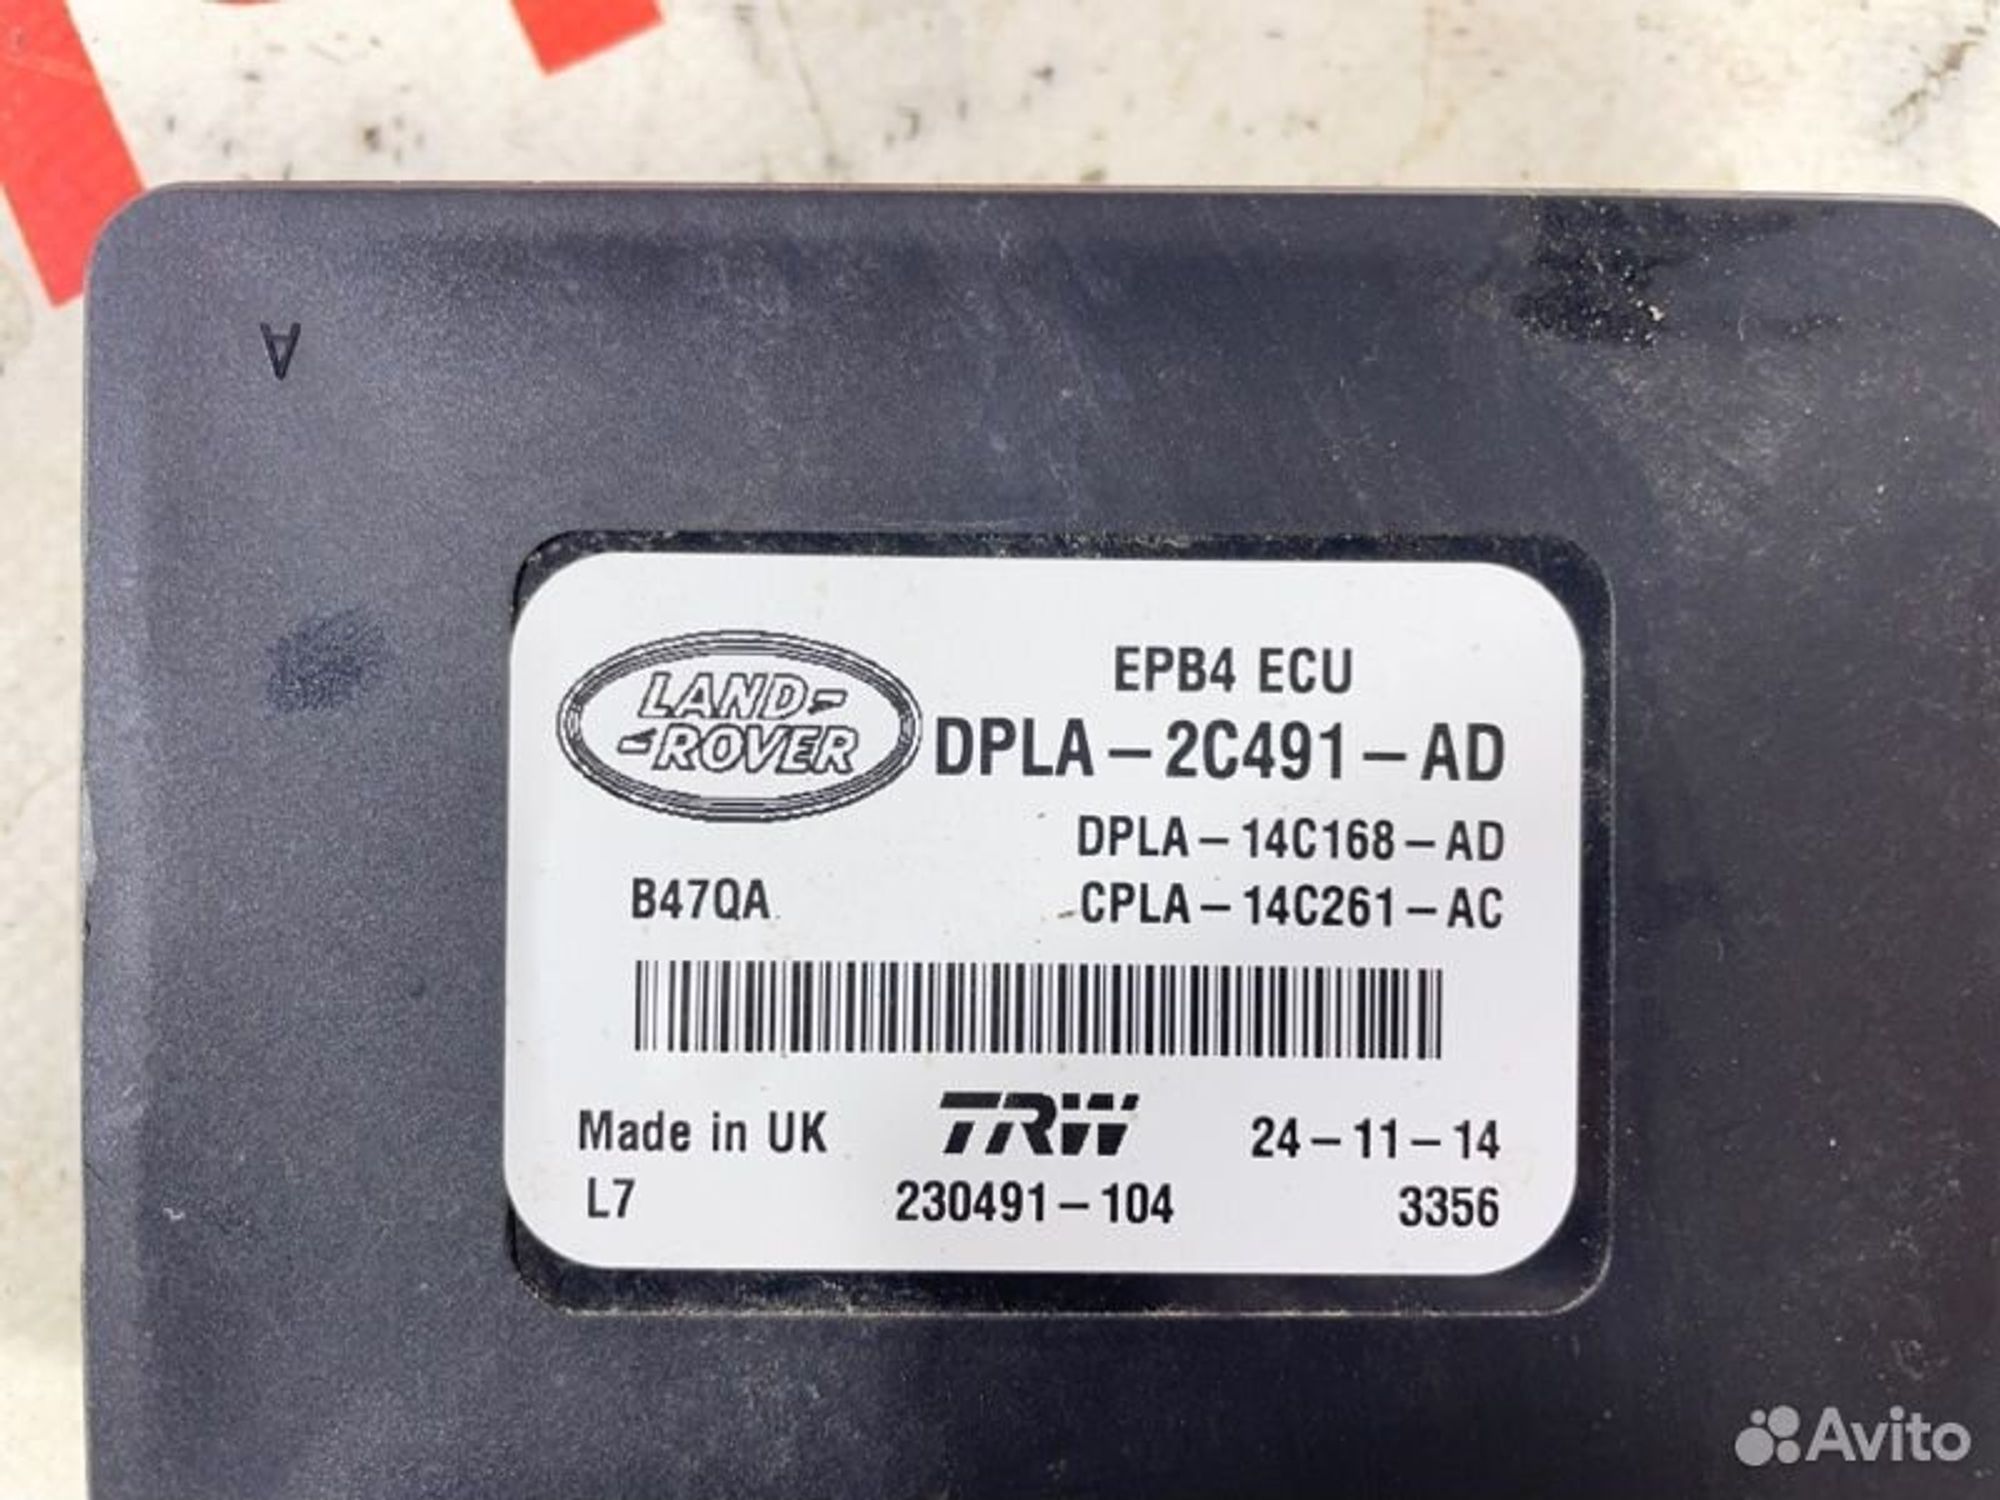 A
LAND-
-ROVER
EPB4 ECU
DPLA-2C491-AD
DPLA-14C168-AD
B47QA
CPLA-14C261-AC
Made in UK
TRW
24-11-14
L7
230491-104
3356
Avito